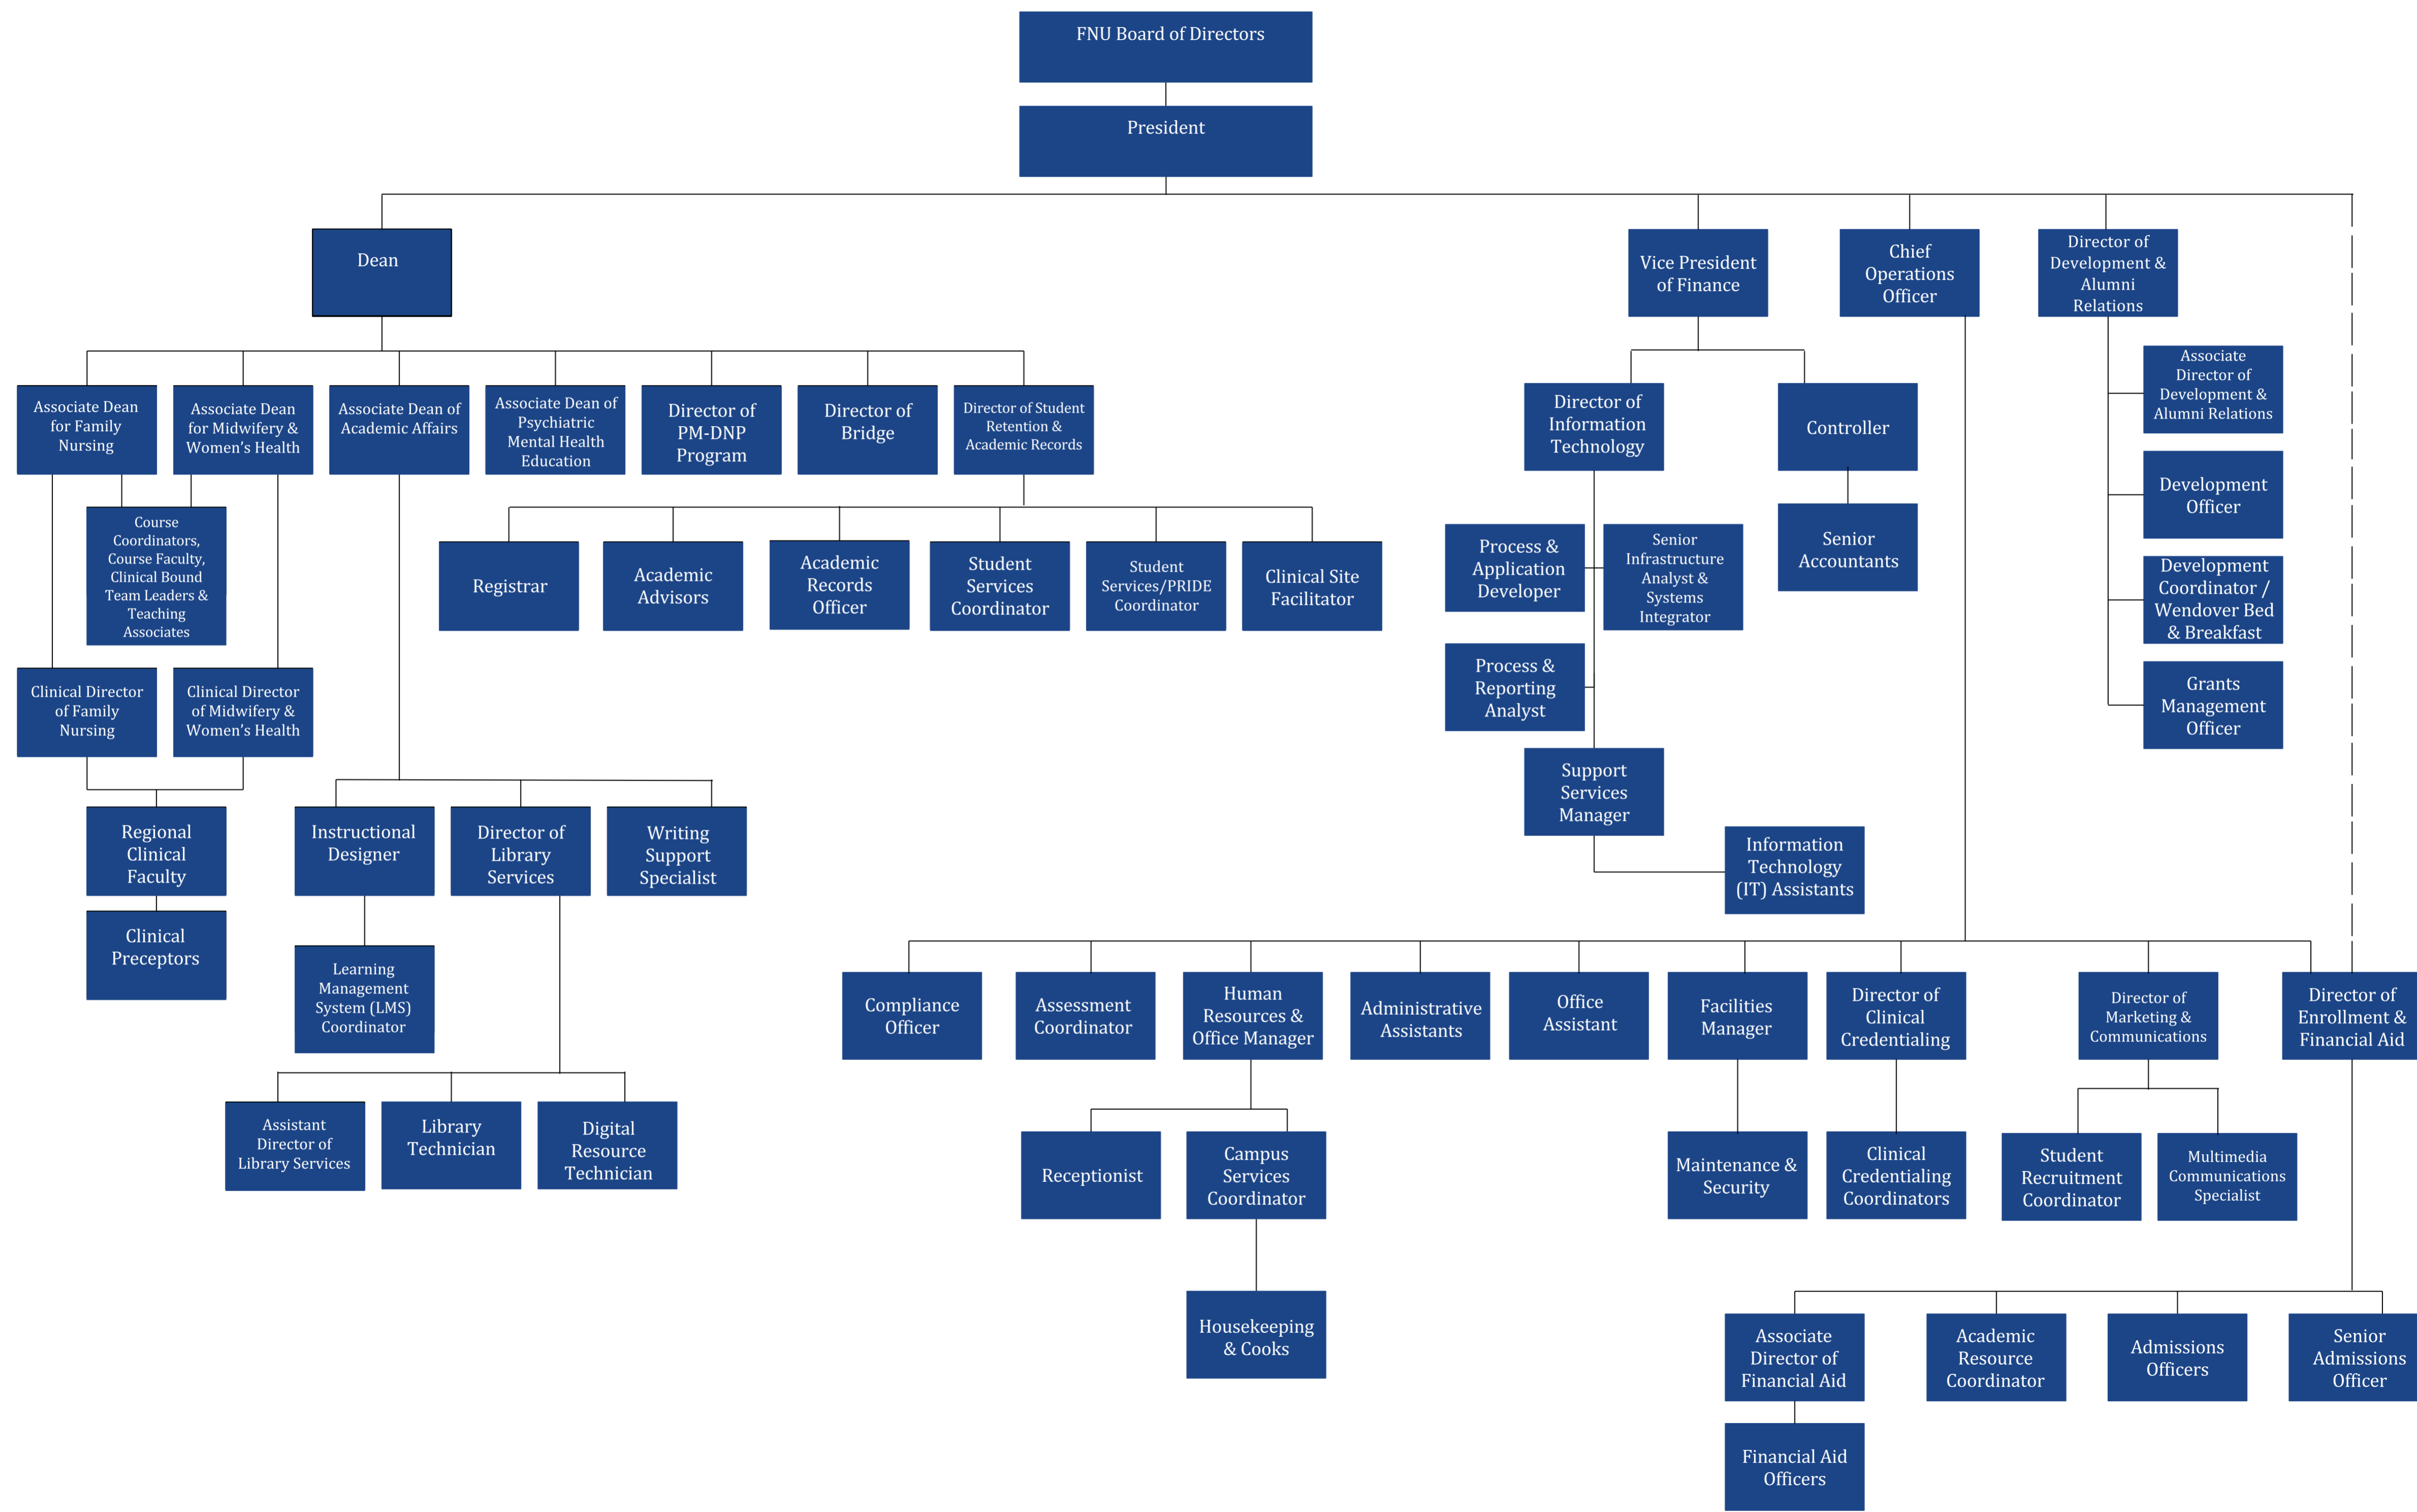 FNU Board of Directors
President
Dean
Vice President
of Finance
Chief
Operations
Officer
Director of
Development &
Alumni
Relations
Associate
Director of
Development &
Alumni Relations
Development
Officer
Development
Coordinator /
Wendover Bed
& Breakfast
Grants
Management
Officer
Associate Dean
for Family
Nursing
Associate Dean
for Midwifery &
Women’s Health
Associate Dean of
Academic Affairs
Associate Dean of
Psychiatric
Mental Health
Education
Director of
PM-DNP
Program
Director of
Bridge
Director of Student
Retention &
Academic Records
Director of
Information
Technology
Controller
Course
Coordinators,
Course Faculty,
Clinical Bound
Team Leaders &
Teaching
Associates
Registrar
Academic
Advisors
Academic
Records
Officer
Student
Services
Coordinator
Student
Services/PRIDE
Coordinator
Clinical Site
Facilitator
Process &
Application
Developer
Senior
Infrastructure
Analyst &
Systems
Integrator
Senior
Accountants
Clinical Director
of Family
Nursing
Clinical Director
of Midwifery &
Women’s Health
Process &
Reporting
Analyst
Support
Services
Manager
Information
Technology
(IT) Assistants
Regional
Clinical
Faculty
Instructional
Designer
Director of
Library
Services
Writing
Support
Specialist
Clinical
Preceptors
Learning
Management
System (LMS)
Coordinator
Assistant
Director of
Library Services
Library
Technician
Digital
Resource
Technician
Compliance
Officer
Assessment
Coordinator
Human
Resources &
Office Manager
Administrative
Assistants
Office
Assistant
Facilities
Manager
Director of
Clinical
Credentialing
Director of
Marketing &
Communications
Director of
Enrollment &
Financial Aid
Receptionist
Campus
Services
Coordinator
Maintenance &
Security
Clinical
Credentialing
Coordinators
Student
Recruitment
Coordinator
Multimedia
Communications
Specialist
Housekeeping
& Cooks
Associate
Director of
Financial Aid
Academic
Resource
Coordinator
Admissions
Officers
Senior
Admissions
Officer
Financial Aid
Officers